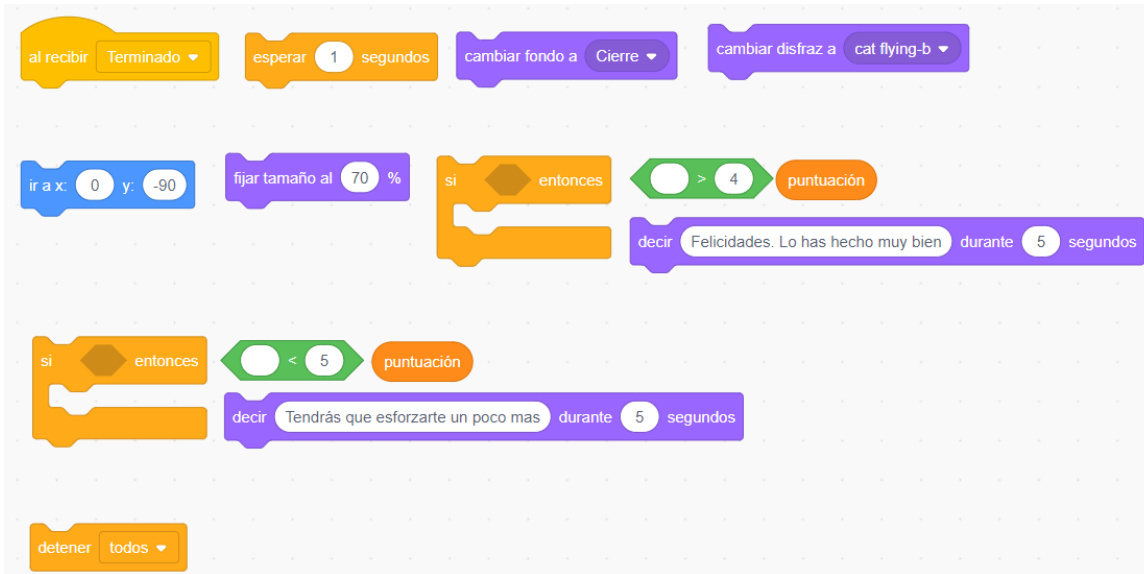 al recibir Terminado
esperar 1 segundos
cambiar fondo a Cierre
cambiar disfraz a cat flying-b
ir a x: 0 y: -90
fijar tamaño al 70 %
si entonces
> 4
puntuación
decir Felicidades. Lo has hecho muy bien durante 5 segundos
si entonces
< 5
puntuación
decir Tendrás que esforzarte un poco mas durante 5 segundos
detener todos